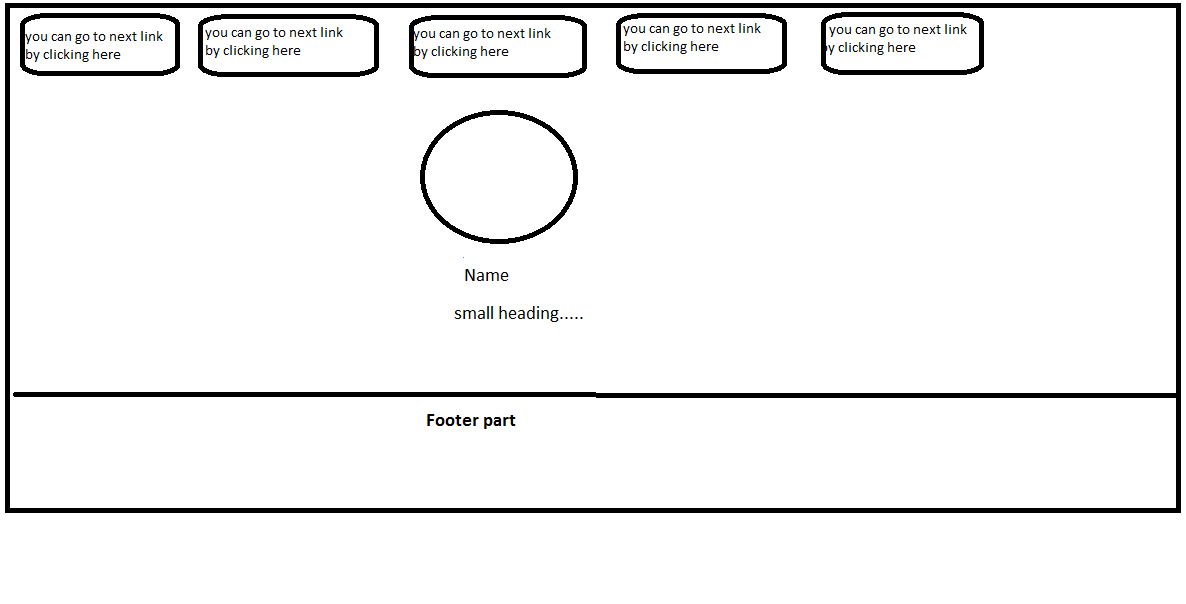 you can go to next link
by clicking here
you can go to next link
by clicking here
you can go to next link
by clicking here
you can go to next link
by clicking here
you can go to next link
y clicking here
Name
small heading.....
Footer part